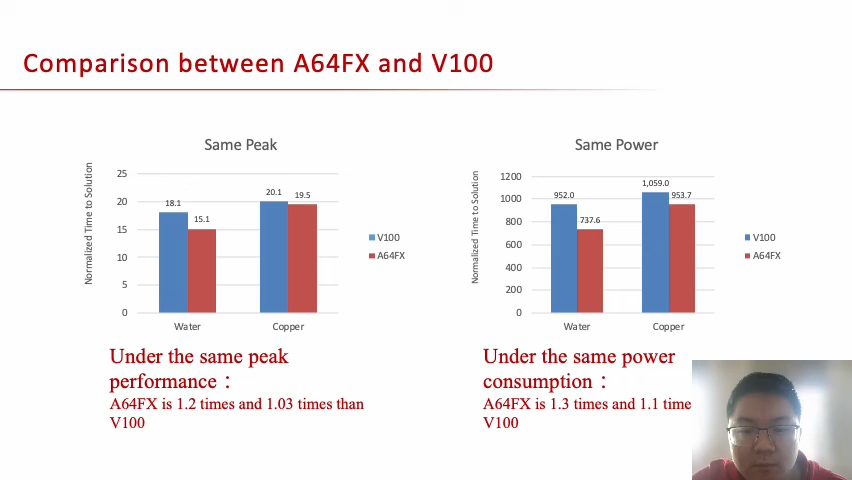 Comparison between A64FX and V100
Same Peak
Normalized Time to Solution
25
20
15
10
5
0
18.1
15.1
20.1
19.5
Water
Copper
V100
A64FX
Under the same peak
performance：
A64FX is 1.2 times and 1.03 times than
V100
Same Power
Normalized Time to Solution
1200
1000
800
600
400
200
0
952.0
737.6
1,059.0
953.7
Water
Copper
V100
A64FX
Under the same power
consumption：
A64FX is 1.3 times and 1.1 time
V100